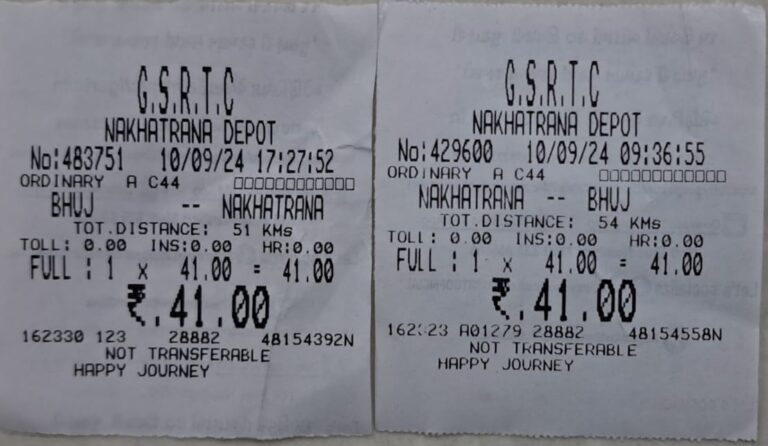 G.S.R.T.C
NAKHATRANA DEPOT
No:483751 10/09/24 17:27:52
ORDINARY A C44
BHUJ -- NAKHATRANA
TOT.DISTANCE: 51 KMs
TOLL: 0.00 INS:0.00 HR:0.00
FULL : 1 x 41.00 = 41.00
₹.41.00
162330 123 28882 48154392N
NOT TRANSFERABLE
HAPPY JOURNEY
G.S.R.T.C
NAKHATRANA DEPOT
No:429600 10/09/24 09:36:55
ORDINARY A C44
NAKHATRANA -- BHUJ
TOT.DISTANCE: 54 KMs
TOLL: 0.00 INS:0.00 HR:0.00
FULL : 1 x 41.00 = 41.00
₹.41.00
A01279 28882 48154558N
NOT TRANSFERABLE
HAPPY JOURNEY